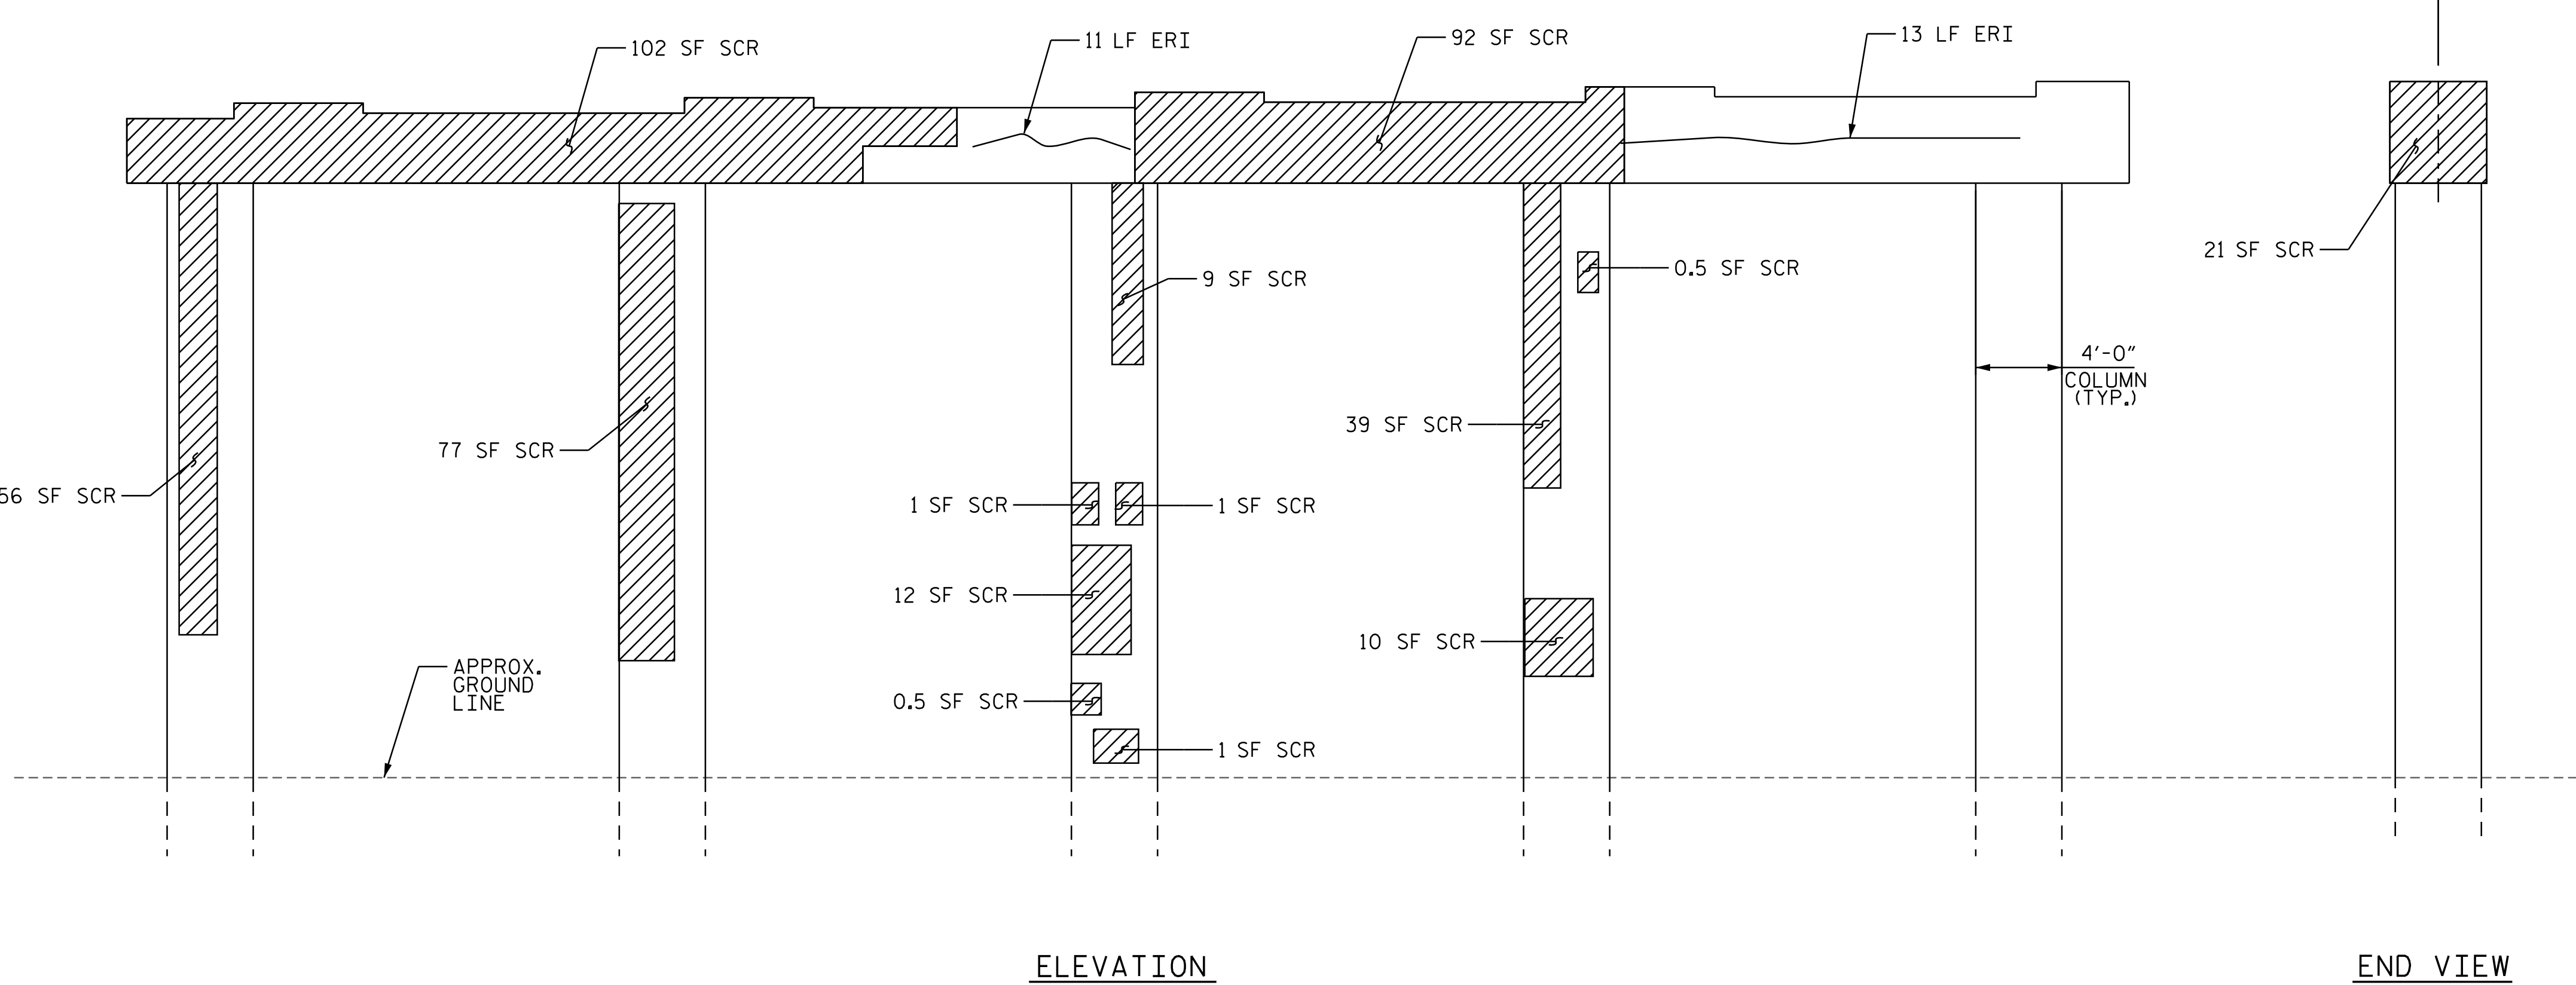 102 SF SCR
11 LF ERI
92 SF SCR
13 LF ERI
21 SF SCR
9 SF SCR
0.5 SF SCR
4'-0"
COLUMN
(TYP.)
39 SF SCR
77 SF SCR
56 SF SCR
1 SF SCR
1 SF SCR
12 SF SCR
10 SF SCR
APPROX.
GROUND
LINE
0.5 SF SCR
1 SF SCR
ELEVATION
END VIEW